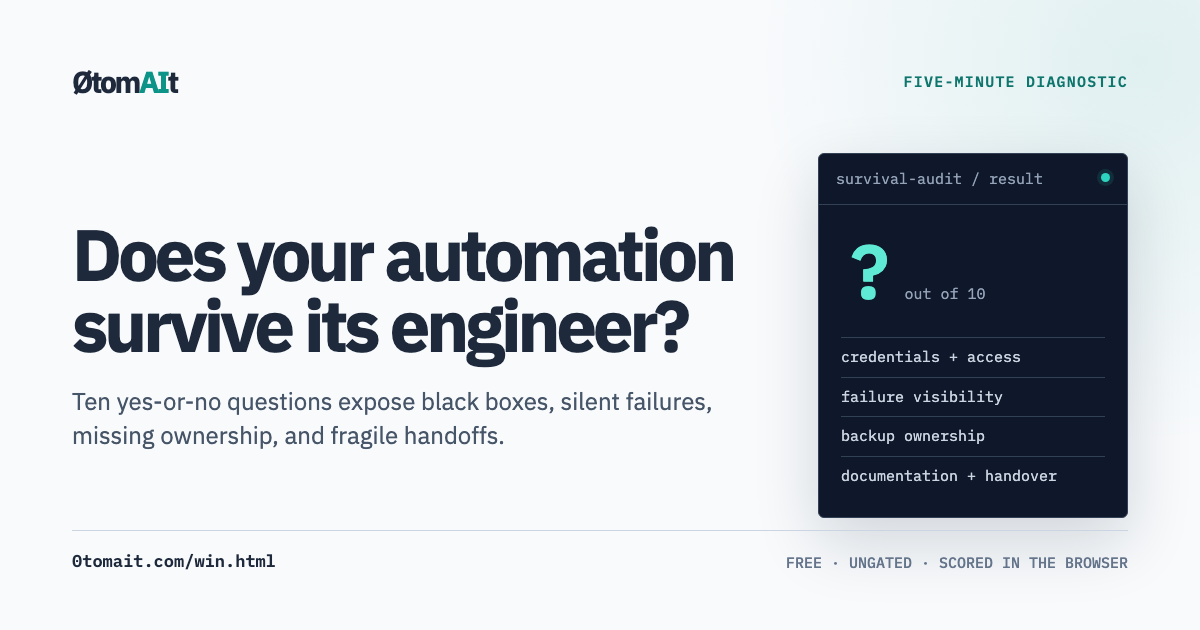 ØtomAIt
FIVE-MINUTE DIAGNOSTIC
Does your automation
survive its engineer?
Ten yes-or-no questions expose black boxes, silent failures,
missing ownership, and fragile handoffs.
survival-audit / result
?
out of 10
credentials + access
failure visibility
backup ownership
documentation + handover
0tomait.com/win.html
FREE · UNGATED · SCORED IN THE BROWSER